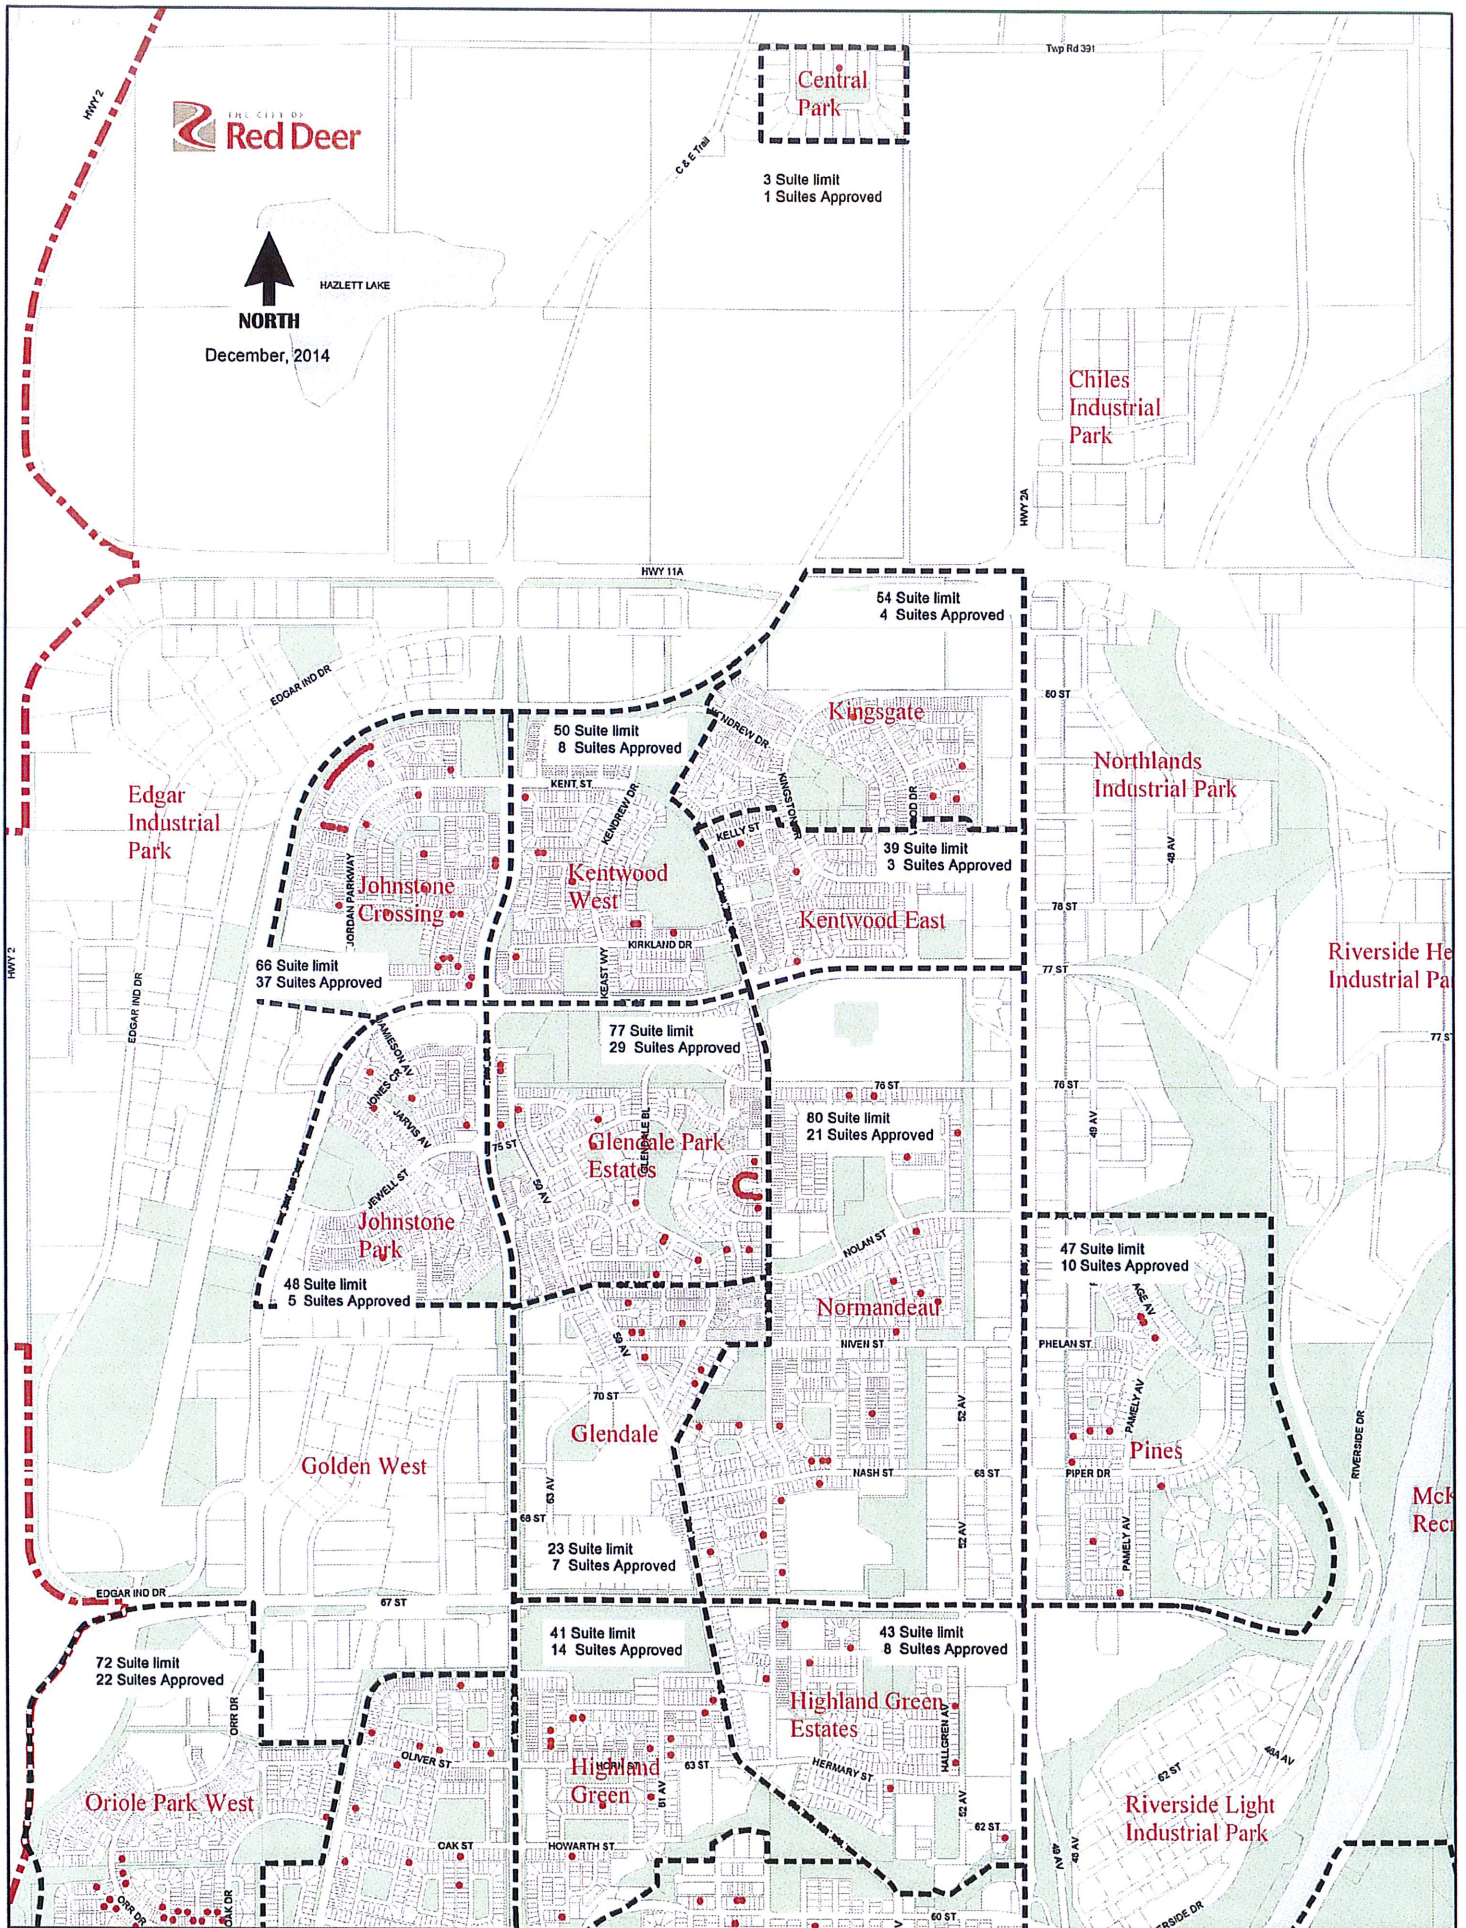 Twp Rd 391
Central
Park
HWY 2
THE CITY OF
Red Deer
C & E Trail
3 Suite limit
1 Suites Approved
HAZLETT LAKE
NORTH
December, 2014
Chiles
Industrial
Park
HWY 2A
HWY 11A
54 Suite limit
4 Suites Approved
EDGAR IND DR
60 ST
Kingsgate
50 Suite limit
8 Suites Approved
KENT ST
KENDREW DR
KINGSTON DR
Northlands
Industrial Park
Edgar
Industrial
Park
KELLY ST
48 AV
39 Suite limit
3 Suites Approved
JORDAN PARKWAY
Johnstone
Crossing
Kentwood
West
Kentwood East
78 ST
KIRKLAND DR
KEAST WY
HWY 2
66 Suite limit
37 Suites Approved
77 ST
Riverside He
Industrial Pa
EDGAR IND DR
77 Suite limit
29 Suites Approved
JAMIESON AV
JONES CR
JARVIS AV
77 ST
76 ST
76 ST
49 AV
80 Suite limit
21 Suites Approved
75 ST
59 AV
GLENDALE BL
Glendale Park
Estates
JEWELL ST
Johnstone
Park
48 Suite limit
5 Suites Approved
NOLAN ST
47 Suite limit
10 Suites Approved
AGE AV
Normandeau
NIVEN ST
PHELAN ST
59 AV
70 ST
52 AV
PAMELY AV
Glendale
Pines
Golden West
NASH ST
68 ST
PIPER DR
RIVERSIDE DR
McK
Recr
63 AV
68 ST
52 AV
PAMELY AV
23 Suite limit
7 Suites Approved
EDGAR IND DR
67 ST
41 Suite limit
14 Suites Approved
43 Suite limit
8 Suites Approved
72 Suite limit
22 Suites Approved
ORR DR
Highland Green
Estates
HALLGREN AV
OLIVER ST
Highland
Green
63 ST
HERMARY ST
61 AV
62 ST
48A AV
Oriole Park West
52 AV
Riverside Light
Industrial Park
62 ST
OAK ST
HOWARTH ST
49 AV
48 AV
ORR DR
OAK DR
60 ST
ERSIDE DR